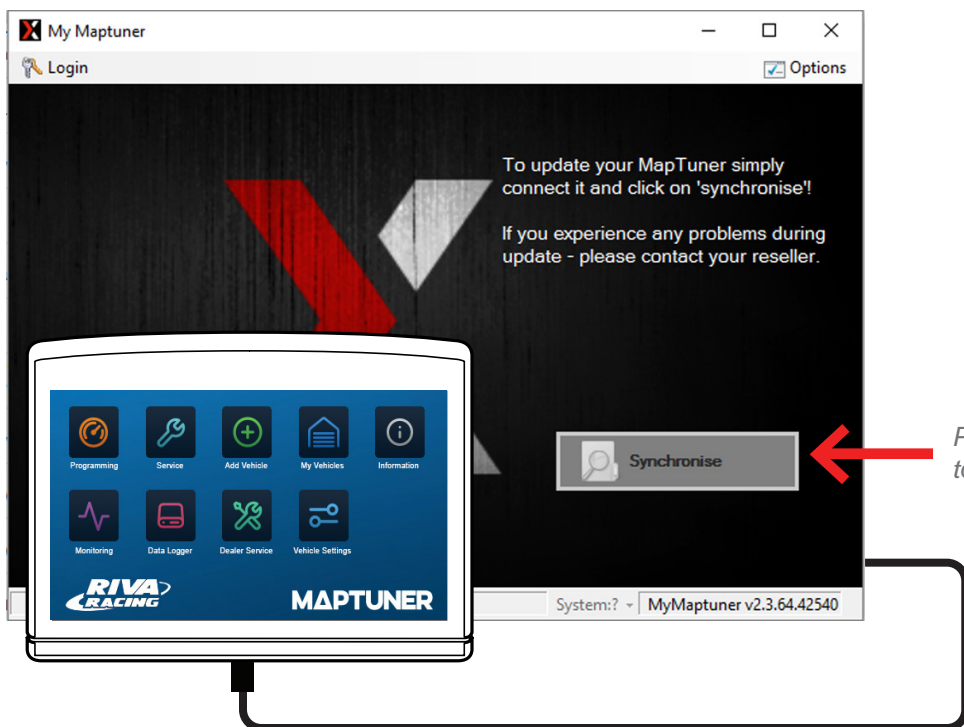 My Maptuner
Login
Options
To update your MapTuner simply
connect it and click on 'synchronise'!
If you experience any problems during
update - please contact your reseller.
Synchronise
Programming
Service
Add Vehicle
My Vehicles
Information
Monitoring
Data Logger
Dealer Service
Vehicle Settings
RIVA
RACING
MAPTUNER
System:?
MyMaptuner v2.3.64.42540